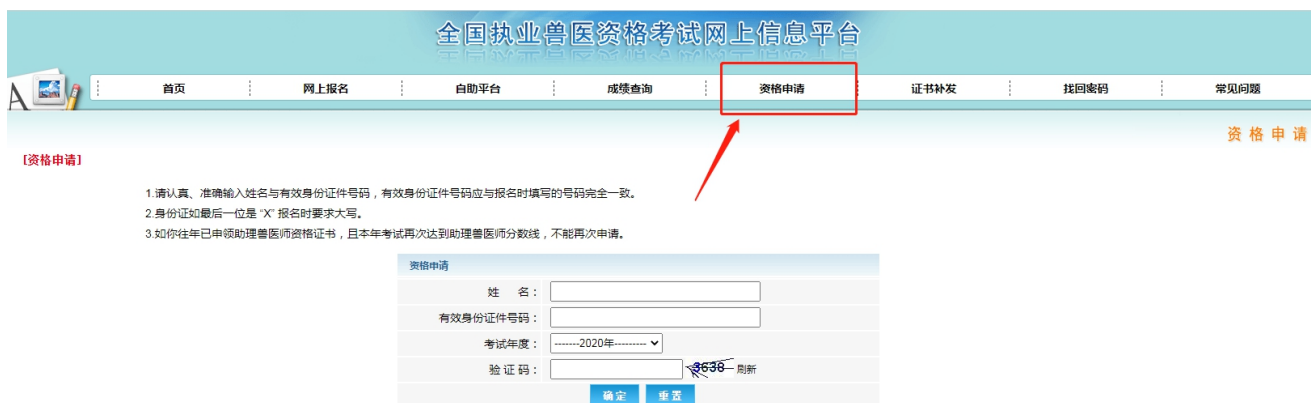 全国执业兽医资格考试网上信息平台
首页 网上报名 自助平台 成绩查询 资格申请 证书补发 找回密码 常见问题
资格申请
[资格申请]
1.请认真、准确输入姓名与有效身份证件号码，有效身份证件号码应与报名时填写的号码完全一致。
2.身份证如最后一位是 “X” 报名时要求大写。
3.如你往年已申领助理兽医师资格证书，且本年考试再次达到助理兽医师分数线，不能再次申请。
资格申请
姓 名：
有效身份证件号码：
考试年度： -------2020年---------
验证码： 3638 刷新
确定 重置